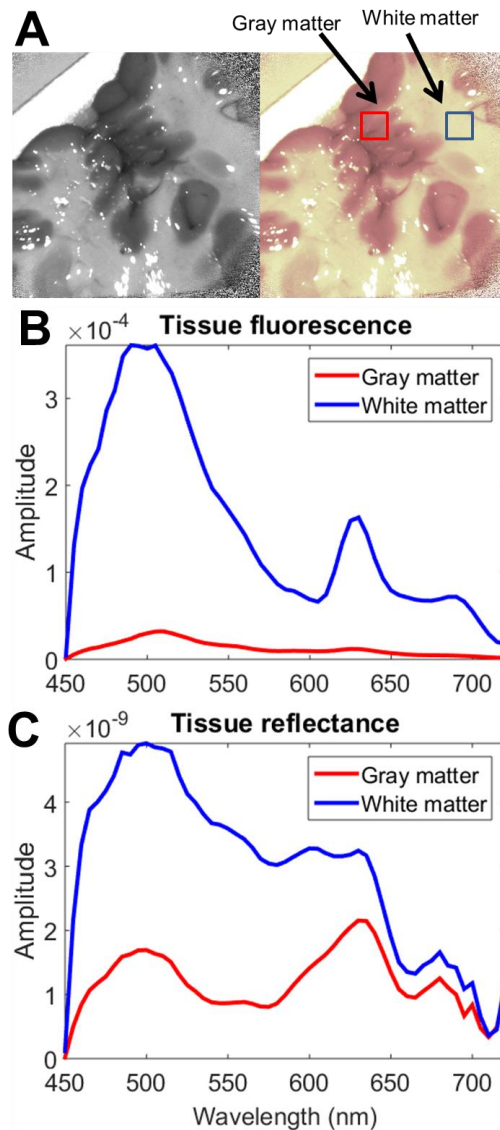 A
Gray matter
White matter
B
×10-4
Tissue fluorescence
Gray matter
White matter
3
2
1
0
Amplitude
450 500 550 600 650 700
C
×10-9
Tissue reflectance
Gray matter
White matter
4
3
2
1
0
Amplitude
450 500 550 600 650 700
Wavelength (nm)